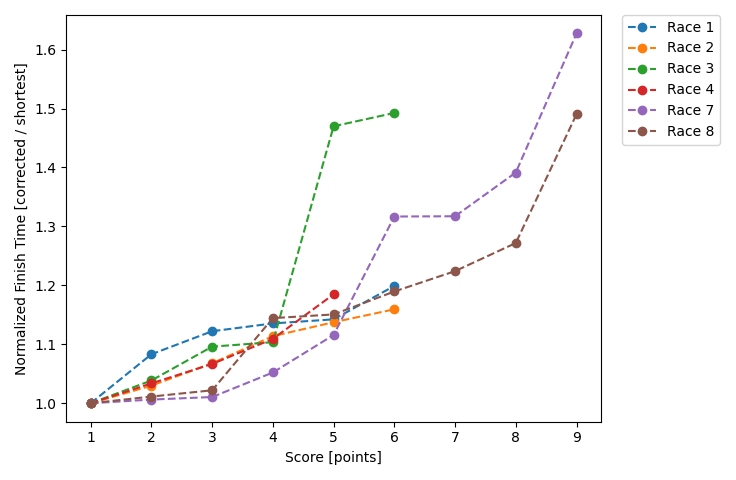 Normalized Finish Time [corrected / shortest]
1.6
1.5
1.4
1.3
1.2
1.1
1.0
1 2 3 4 5 6 7 8 9
Score [points]
Race 1
Race 2
Race 3
Race 4
Race 7
Race 8